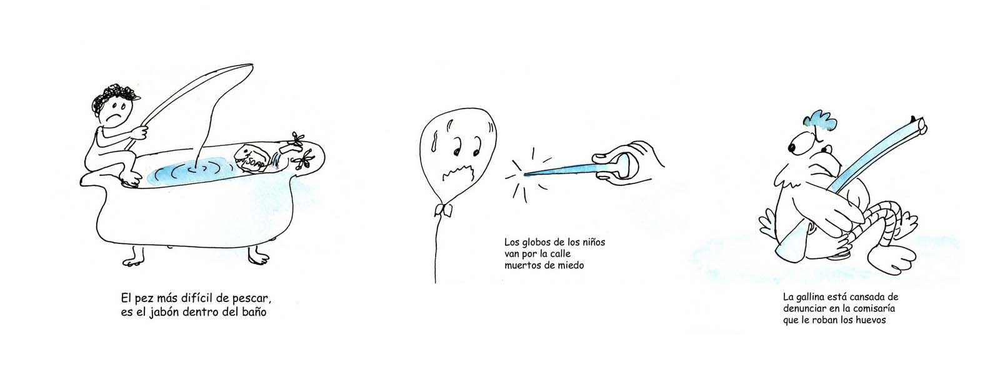 SOAP
El pez más difícil de pescar,
es el jabón dentro del baño
Los globos de los niños
van por la calle
muertos de miedo
La gallina está cansada de
denunciar en la comisaría
que le roban los huevos